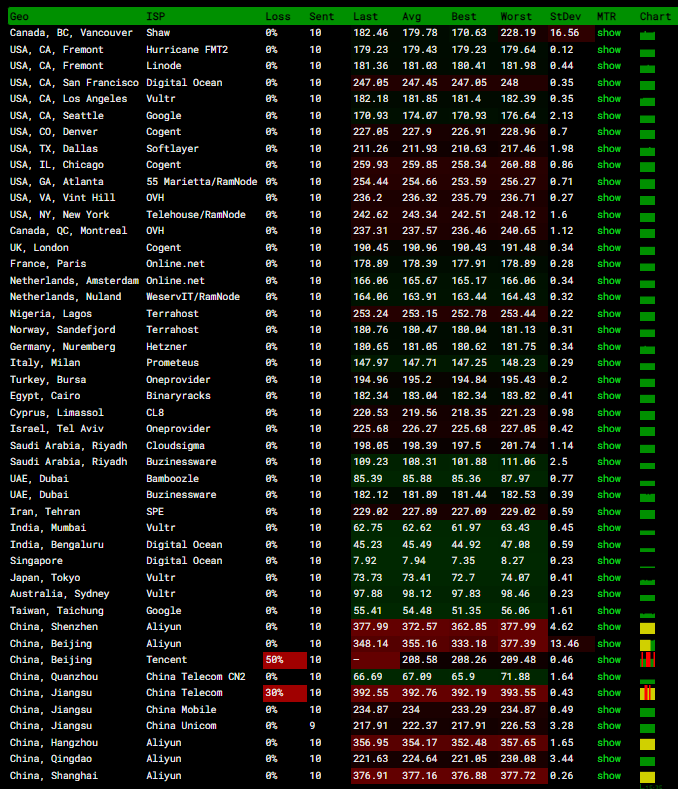 Geo ISP Loss Sent Last Avg Best Worst StDev MTR Chart
Canada, BC, Vancouver Shaw 0% 10 182.46 179.78 170.63 228.19 16.56 show
USA, CA, Fremont Hurricane FMT2 0% 10 179.23 179.43 179.23 179.64 0.12 show
USA, CA, Fremont Linode 0% 10 181.36 181.03 180.41 181.98 0.44 show
USA, CA, San Francisco Digital Ocean 0% 10 247.05 247.45 247.05 248 0.35 show
USA, CA, Los Angeles Vultr 0% 10 182.18 181.85 181.4 182.39 0.35 show
USA, CA, Seattle Google 0% 10 170.93 174.07 170.93 176.64 2.13 show
USA, CO, Denver Cogent 0% 10 227.05 227.9 226.91 228.96 0.7 show
USA, TX, Dallas Softlayer 0% 10 211.26 211.93 210.63 217.46 1.98 show
USA, IL, Chicago Cogent 0% 10 259.93 259.85 258.34 260.88 0.86 show
USA, GA, Atlanta 55 Marietta/RamNode 0% 10 254.44 254.66 253.59 256.27 0.71 show
USA, VA, Vint Hill OVH 0% 10 236.2 236.32 235.79 236.71 0.27 show
USA, NY, New York Telehouse/RamNode 0% 10 242.62 243.34 242.51 248.12 1.6 show
Canada, QC, Montreal OVH 0% 10 237.31 237.57 236.46 240.65 1.12 show
UK, London Cogent 0% 10 190.45 190.96 190.43 191.48 0.34 show
France, Paris Online.net 0% 10 178.89 178.39 177.91 178.89 0.28 show
Netherlands, Amsterdam Online.net 0% 10 166.06 165.67 165.17 166.06 0.34 show
Netherlands, Nuland WeservIT/RamNode 0% 10 164.06 163.91 163.44 164.43 0.32 show
Nigeria, Lagos Terrahost 0% 10 253.24 253.15 252.78 253.44 0.22 show
Norway, Sandefjord Terrahost 0% 10 180.76 180.47 180.04 181.13 0.31 show
Germany, Nuremberg Hetzner 0% 10 180.65 181.05 180.62 181.75 0.34 show
Italy, Milan Prometeus 0% 10 147.97 147.71 147.25 148.23 0.29 show
Turkey, Bursa Oneprovider 0% 10 194.96 195.2 194.84 195.43 0.2 show
Egypt, Cairo Binaryracks 0% 10 182.34 183.04 182.34 183.82 0.41 show
Cyprus, Limassol CL8 0% 10 220.53 219.56 218.35 221.23 0.98 show
Israel, Tel Aviv Oneprovider 0% 10 225.68 226.27 225.68 227.05 0.42 show
Saudi Arabia, Riyadh Cloudsigma 0% 10 198.05 198.39 197.5 201.74 1.14 show
Saudi Arabia, Riyadh Buzinessware 0% 10 109.23 108.31 101.88 111.06 2.5 show
UAE, Dubai Bamboozle 0% 10 85.39 85.88 85.36 87.97 0.77 show
UAE, Dubai Buzinessware 0% 10 182.12 181.89 181.44 182.53 0.39 show
Iran, Tehran SPE 0% 10 229.02 227.89 227.09 229.02 0.59 show
India, Mumbai Vultr 0% 10 62.75 62.62 61.97 63.43 0.45 show
India, Bengaluru Digital Ocean 0% 10 45.23 45.49 44.92 47.08 0.59 show
Singapore Digital Ocean 0% 10 7.92 7.94 7.35 8.23 0.27 show
Japan, Tokyo Vultr 0% 10 73.73 73.41 72.7 74.07 0.41 show
Australia, Sydney Vultr 0% 10 97.88 98.12 97.83 98.46 0.23 show
Taiwan, Taichung Google 0% 10 55.41 54.48 51.35 56.06 1.61 show
China, Shenzhen Aliyun 0% 10 377.99 372.57 362.85 377.99 4.62 show
China, Beijing Aliyun 0% 10 348.14 355.16 333.18 377.39 13.46 show
China, Beijing Tencent 50% 10 – 208.58 208.26 209.48 0.46 show
China, Quanzhou China Telecom CN2 0% 10 66.69 67.09 65.9 71.88 1.64 show
China, Jiangsu China Telecom 30% 10 392.55 392.76 392.19 393.55 0.43 show
China, Jiangsu China Mobile 0% 10 234.87 234 233.29 234.87 0.49 show
China, Jiangsu China Unicom 0% 9 217.91 222.37 217.91 226.53 3.28 show
China, Hangzhou Aliyun 0% 10 356.95 354.17 352.48 357.65 1.65 show
China, Qingdao Aliyun 0% 10 221.63 224.64 221.05 230.08 3.44 show
China, Shanghai Aliyun 0% 10 376.91 377.16 376.88 377.72 0.26 show